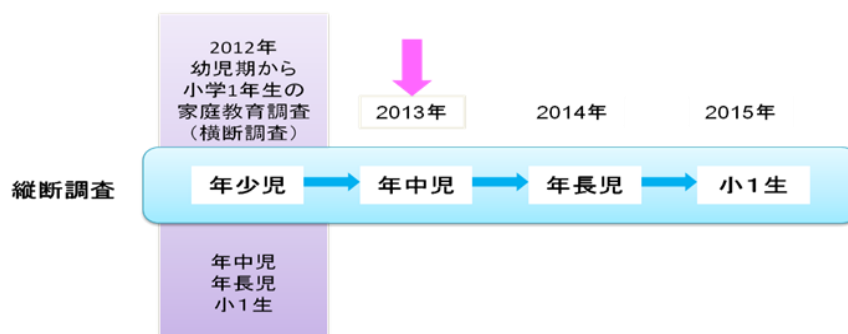 2012年
幼児期から
小学1年生の
家庭教育調査
（横断調査）
2013年
2014年
2015年
縦断調査
年少児
年中児
年長児
小1生
年中児
年長児
小1生